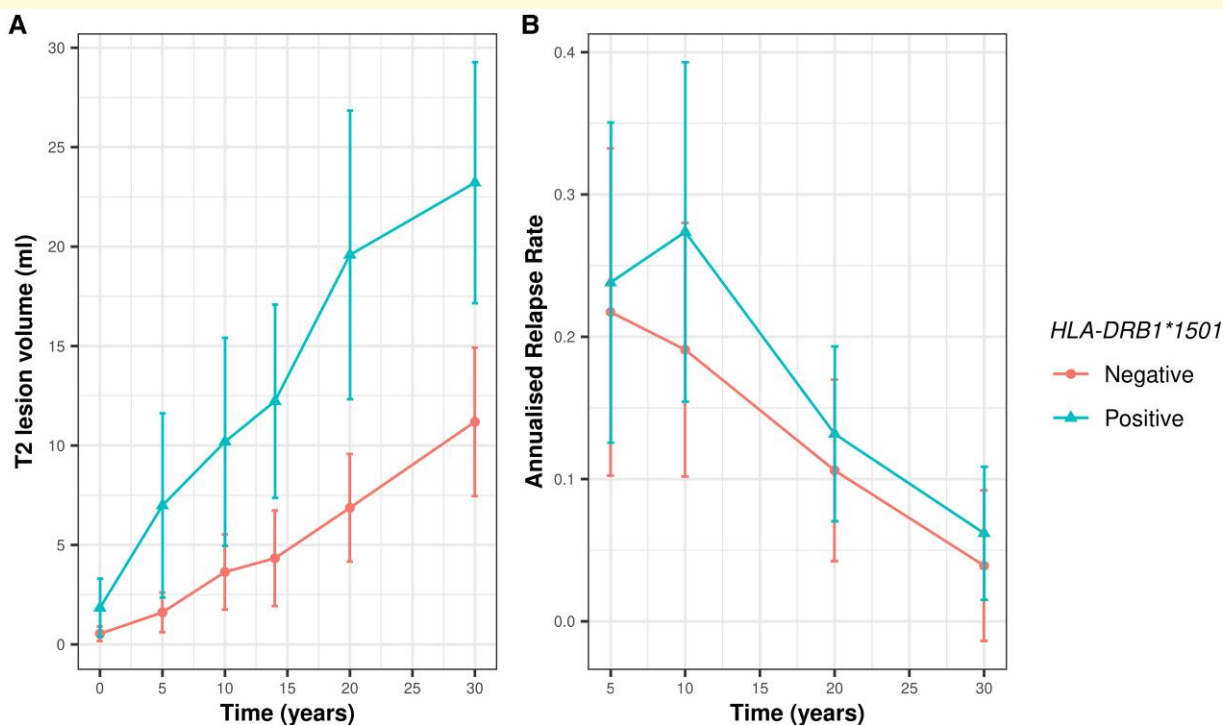 A
T2 lesion volume (ml)
30
25
20
15
10
5
0
0 5 10 15 20 25 30
Time (years)
B
Annualised Relapse Rate
0.4
0.3
0.2
0.1
0.0
5 10 15 20 25 30
Time (years)
HLA-DRB1*1501
Negative
Positive